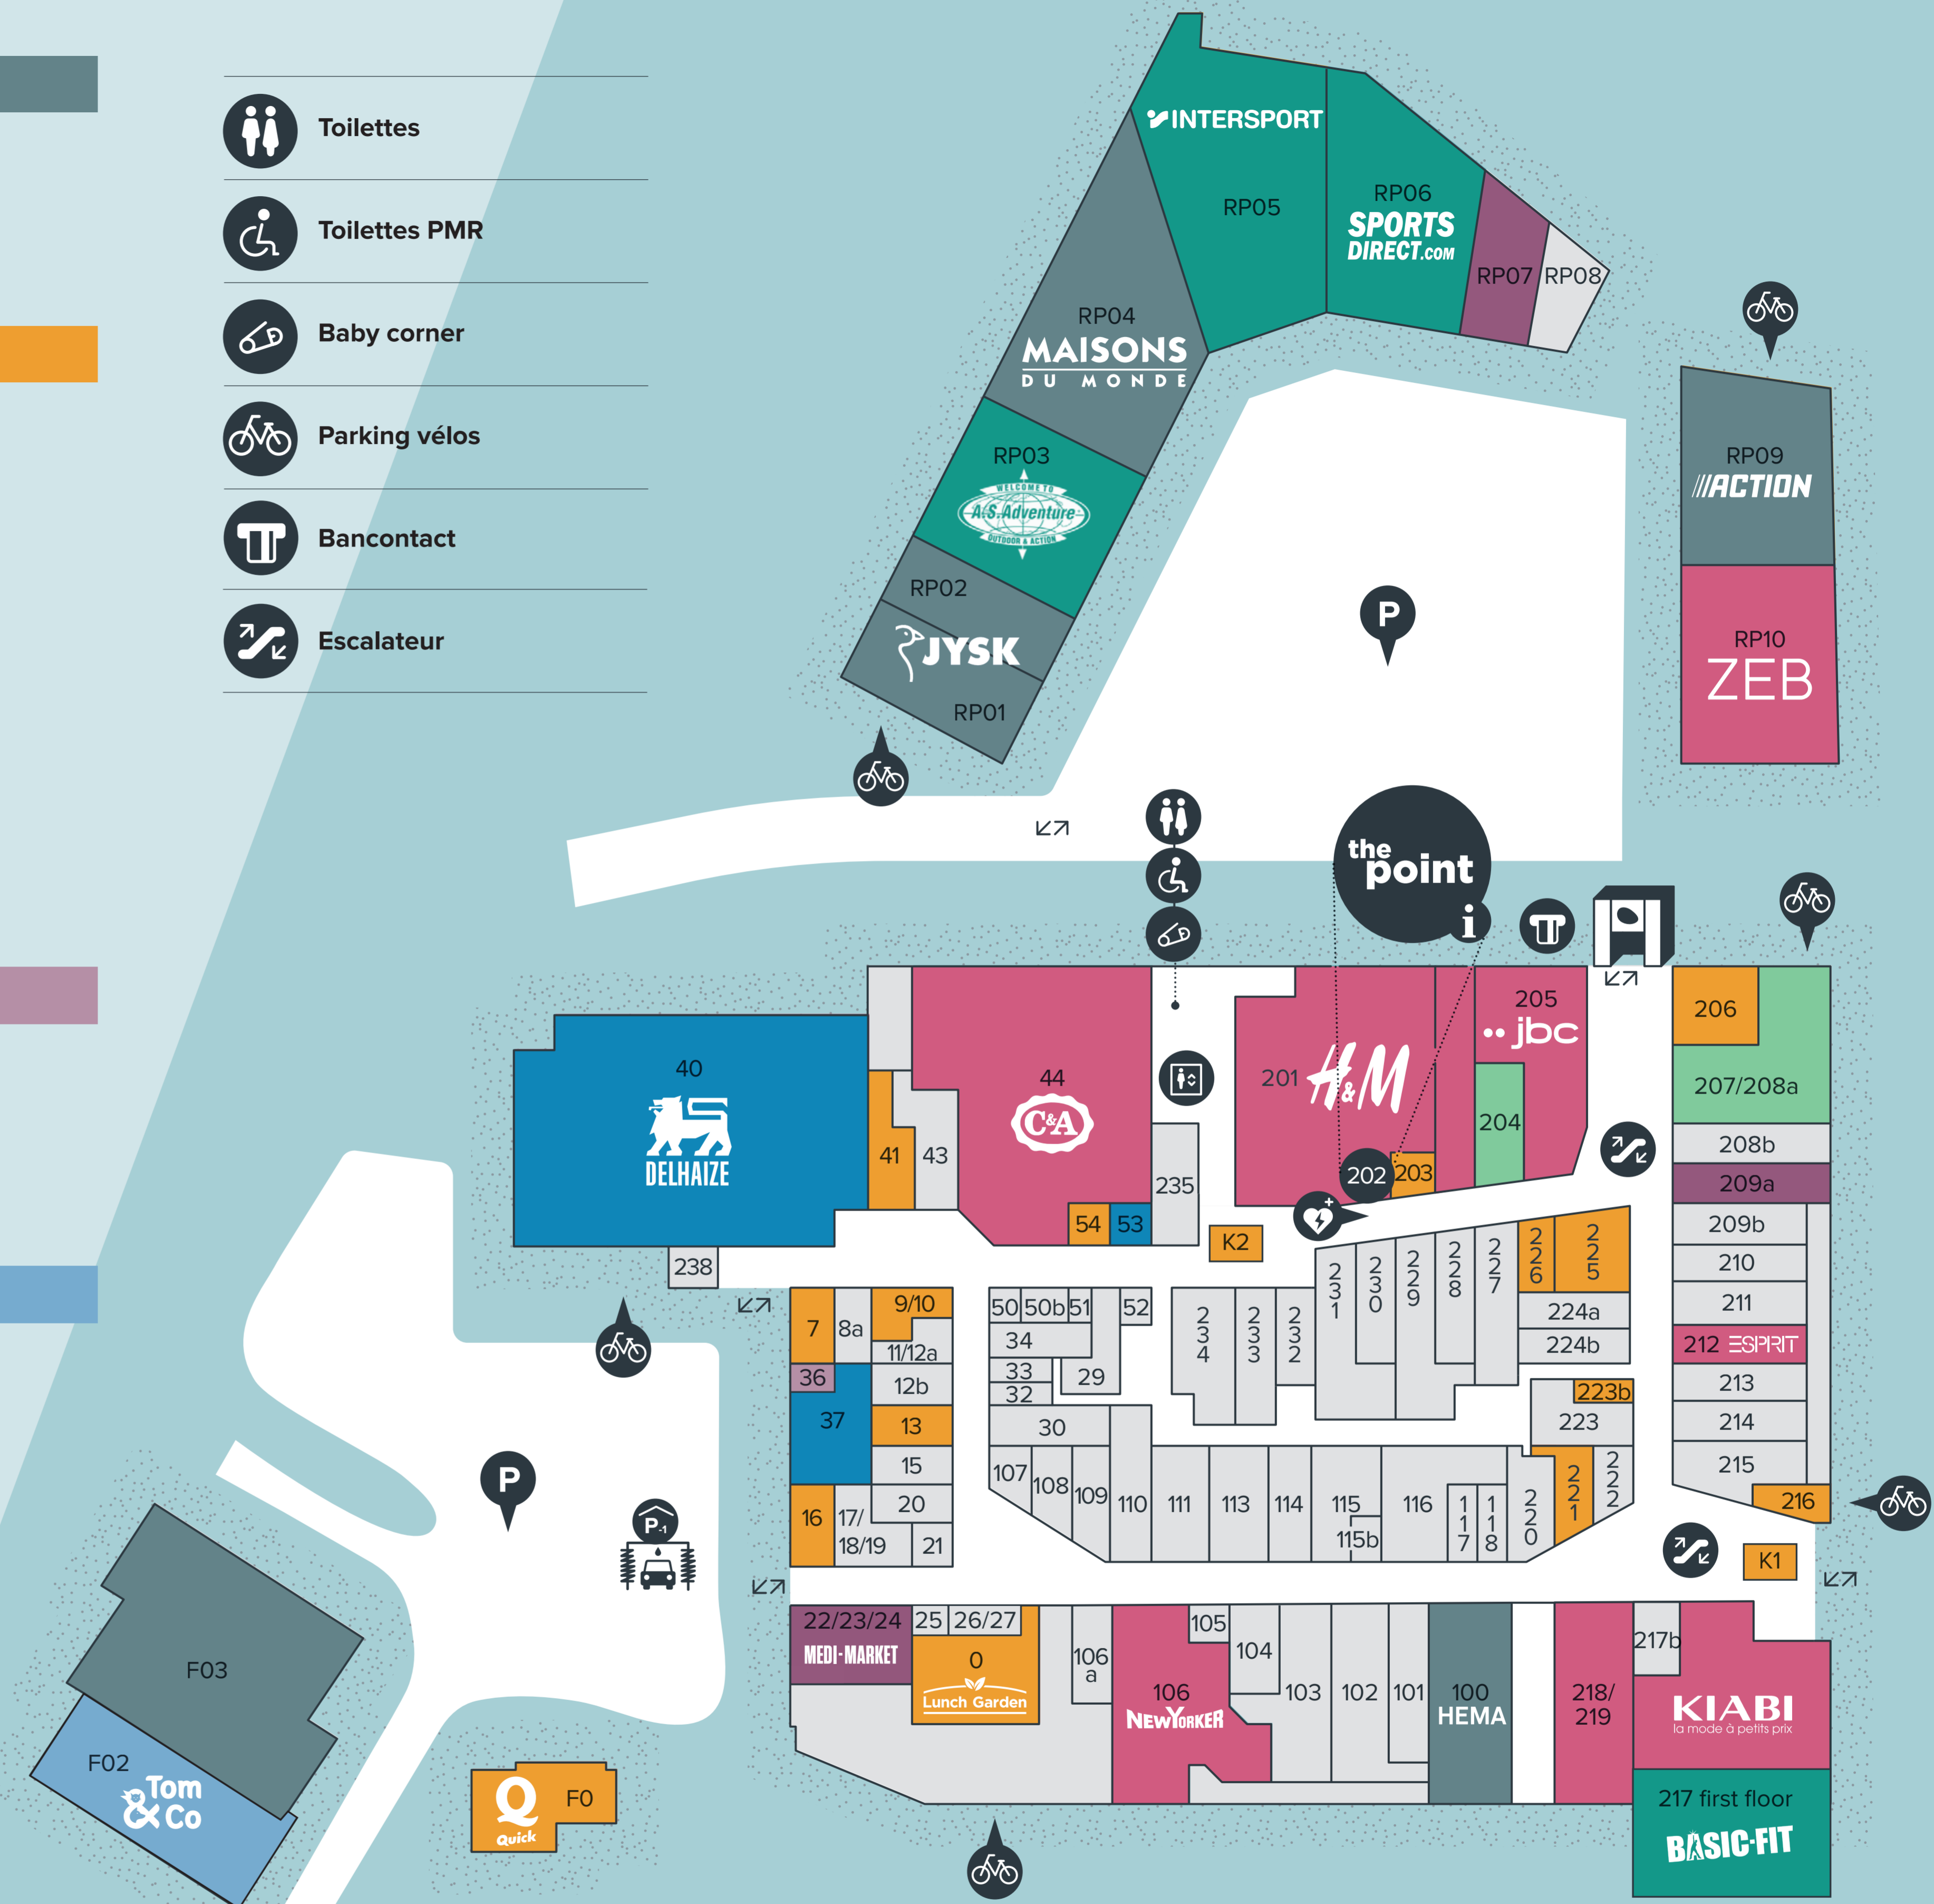 Toilettes
Toilettes PMR
Baby corner
Parking vélos
Bancontact
Escalateur
INTERSPORT
RP05
RP06
SPORTS
DIRECT.COM
RP07
RP08
RP04
MAISONS
DU MONDE
RP03
WELCOME TO
A.S.Adventure
OUTDOOR & ACTION
RP02
JYSK
RP01
RP09
ACTION
RP10
ZEB
P
the
point
i
40
DELHAIZE
41
43
44
C&A
54
53
235
238
K2
201
H&M
202
203
204
205
jbc
206
207/208a
208b
209a
209b
210
211
212 ESPRIT
213
214
215
216
K1
7
8a
9/10
11/12a
36
12b
37
13
15
16
17/
18/19
20
21
50
50b
51
52
34
33
32
29
30
107
108
109
110
111
113
114
115
115b
116
117
118
220
221
222
234
233
232
231
230
229
228
227
226
225
224a
224b
223b
223
P
P-1
22/23/24
MEDI-MARKET
25
26/27
0
Lunch Garden
106
a
106
NEWYORKER
105
104
103
102
101
100
HEMA
218/
219
217b
KIABI
la mode à petits prix
217 first floor
BASIC-FIT
F03
F02
Tom
&Co
Q
Quick
F0